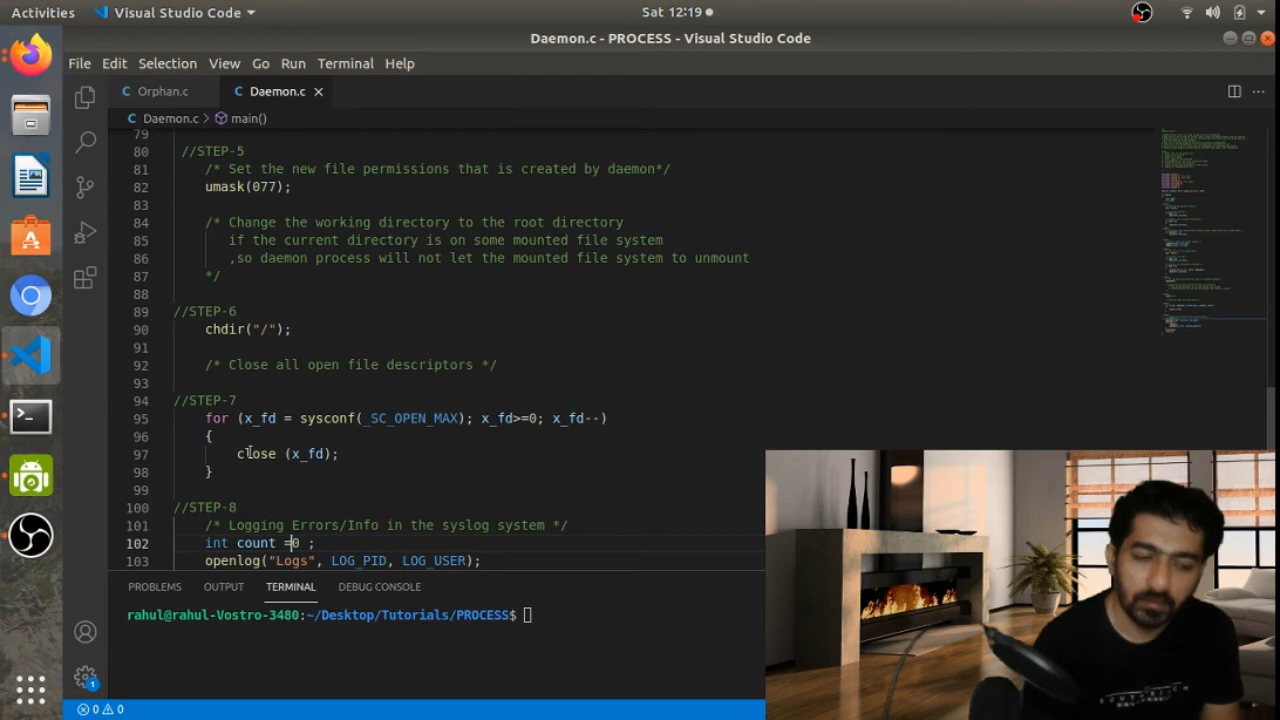 Activities
Visual Studio Code
Sat 12:19
Daemon.c - PROCESS - Visual Studio Code
File Edit Selection View Go Run Terminal Help
C Orphan.c
C Daemon.c
C Daemon.c > main()
79
80 //STEP-5
81 /* Set the new file permissions that is created by daemon*/
82 umask(077);
83
84 /* Change the working directory to the root directory
85 if the current directory is on some mounted file system
86 ,so daemon process will not let the mounted file system to unmount
87 */
88
89 //STEP-6
90 chdir("/");
91
92 /* Close all open file descriptors */
93
94 //STEP-7
95 for (x_fd = sysconf(_SC_OPEN_MAX); x_fd>=0; x_fd--)
96 {
97 close (x_fd);
98 }
99
100 //STEP-8
101 /* Logging Errors/Info in the syslog system */
102 int count =0 ;
103 openlog("Logs", LOG_PID, LOG_USER);
PROBLEMS OUTPUT TERMINAL DEBUG CONSOLE
rahul@rahul-Vostro-3480:~/Desktop/Tutorials/PROCESS$
1
0 0